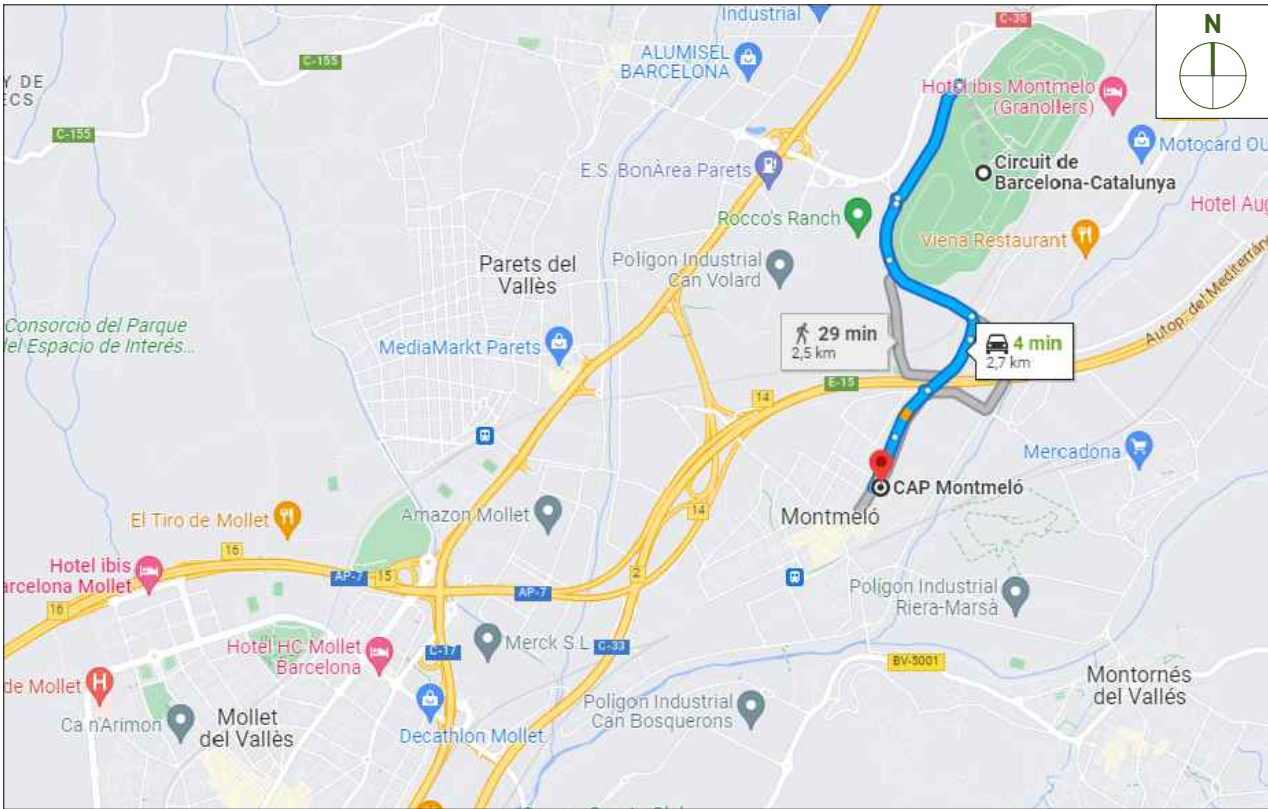 Industrial
C-35
N
ALUMISEL
BARCELONA
C-155
Y DE
ECS
Hotel ibis Montmelo
(Granollers)
C-155
Motocard OU
E.S. BonÀrea Parets
Circuit de
Barcelona-Catalunya
Rocco's Ranch
Hotel Aug
Viena Restaurant
Parets del
Vallès
Polígon Industrial
Can Volard
Autop. del Mediterráne
Consorcio del Parque
del Espacio de Interés...
MediaMarkt Parets
29 min
2,5 km
4 min
2,7 km
E-15
14
Mercadona
CAP Montmeló
Amazon Mollet
14
Montmeló
El Tiro de Mollet
16
Hotel ibis
arcelona Mollet
AP-7
15
2
AP-7
Polígon Industrial
Riera-Marsà
16
Hotel HC Mollet
Barcelona
C-17
Merck S.L
C-33
BV-5001
de Mollet
H
Montornés
del Vallés
Ca n'Arimon
Mollet
del Vallès
Polígon Industrial
Can Bosquerons
Decathlon Mollet